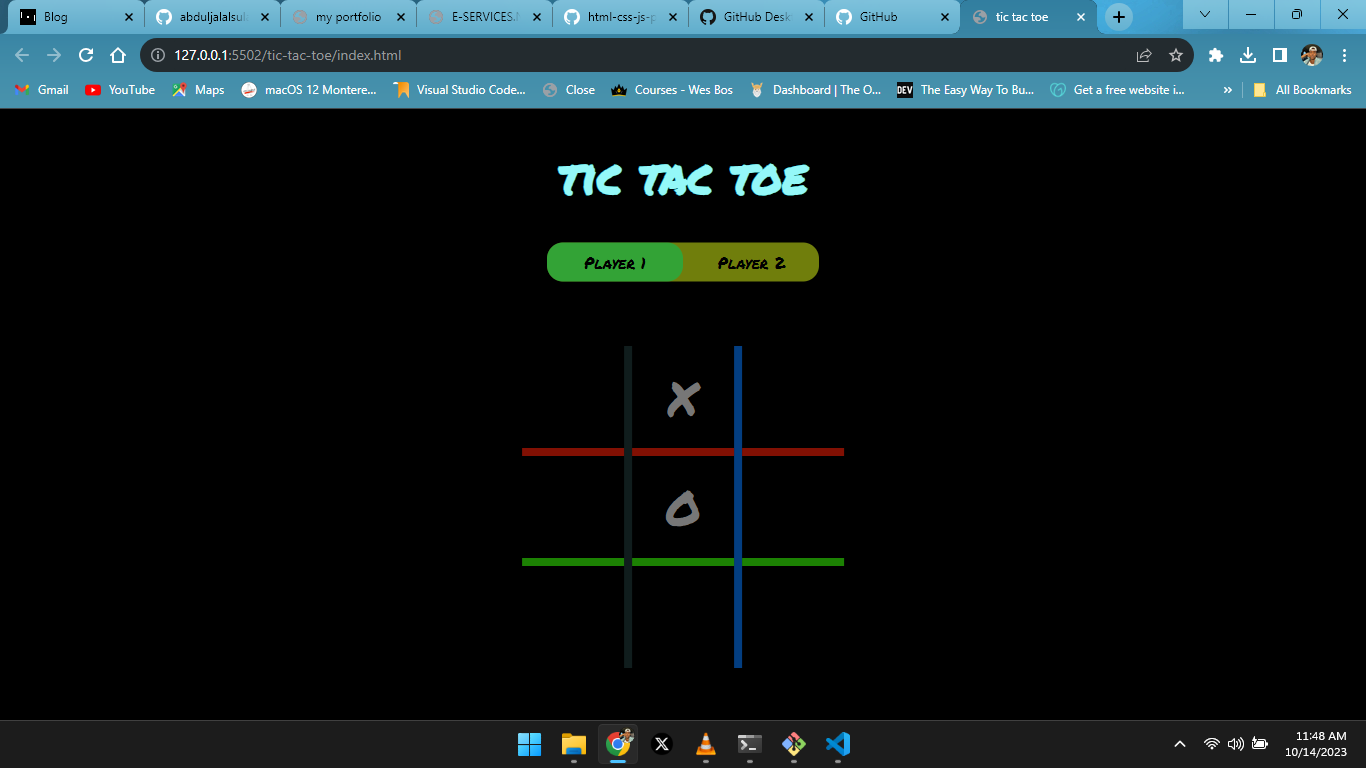 Blog
abduljalalsul
my portfolio
E-SERVICES.N
html-css-js-p
GitHub Desk
GitHub
tic tac toe
127.0.0.1:5502/tic-tac-toe/index.html
Gmail
YouTube
Maps
macOS 12 Montere...
Visual Studio Code...
Close
Courses - Wes Bos
Dashboard | The O...
DEV
The Easy Way To Bu...
Get a free website i...
»
All Bookmarks
TIC TAC TOE
Player 1
Player 2
X
O
11:48 AM
10/14/2023